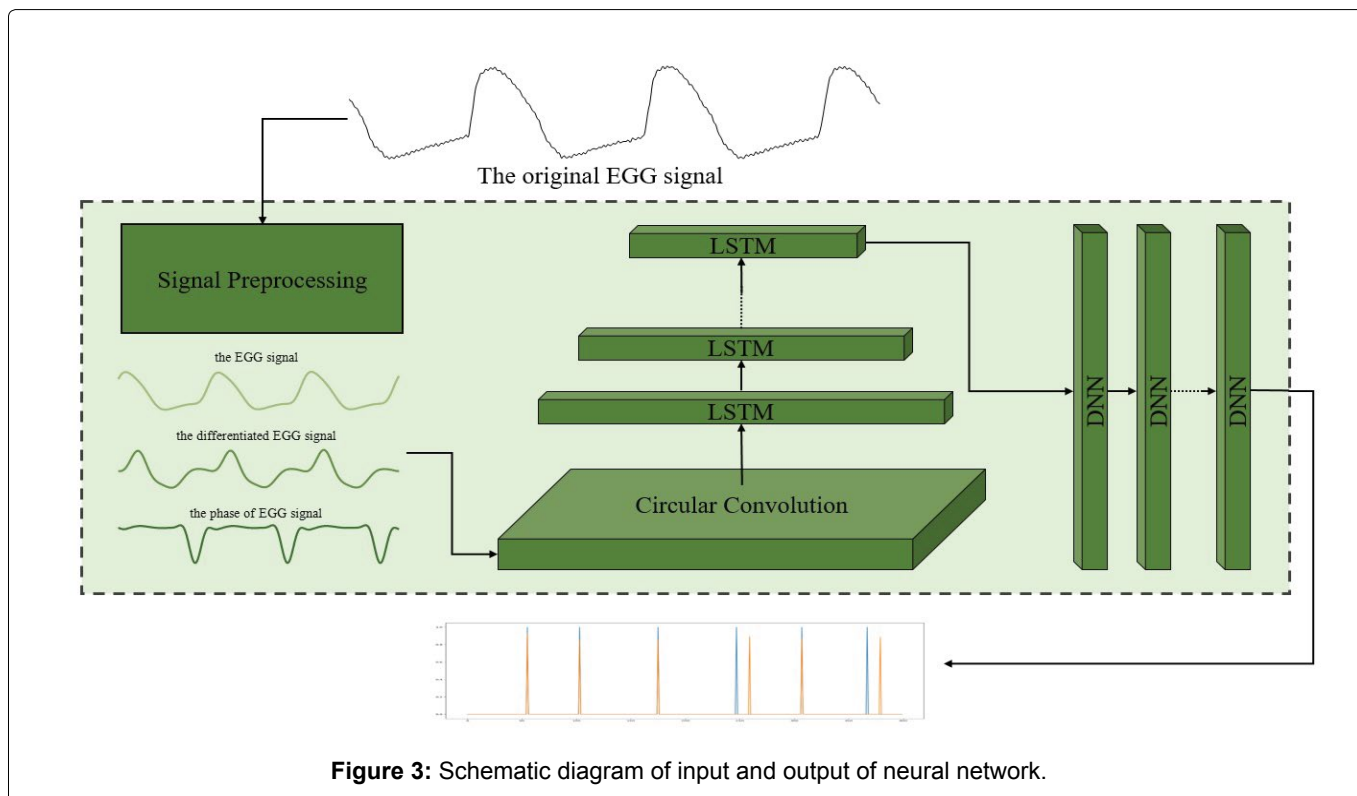 The original EGG signal
Signal Preprocessing
the EGG signal
the differentiated EGG signal
the phase of EGG signal
LSTM
LSTM
LSTM
Circular Convolution
DNN
DNN
DNN
Figure 3: Schematic diagram of input and output of neural network.